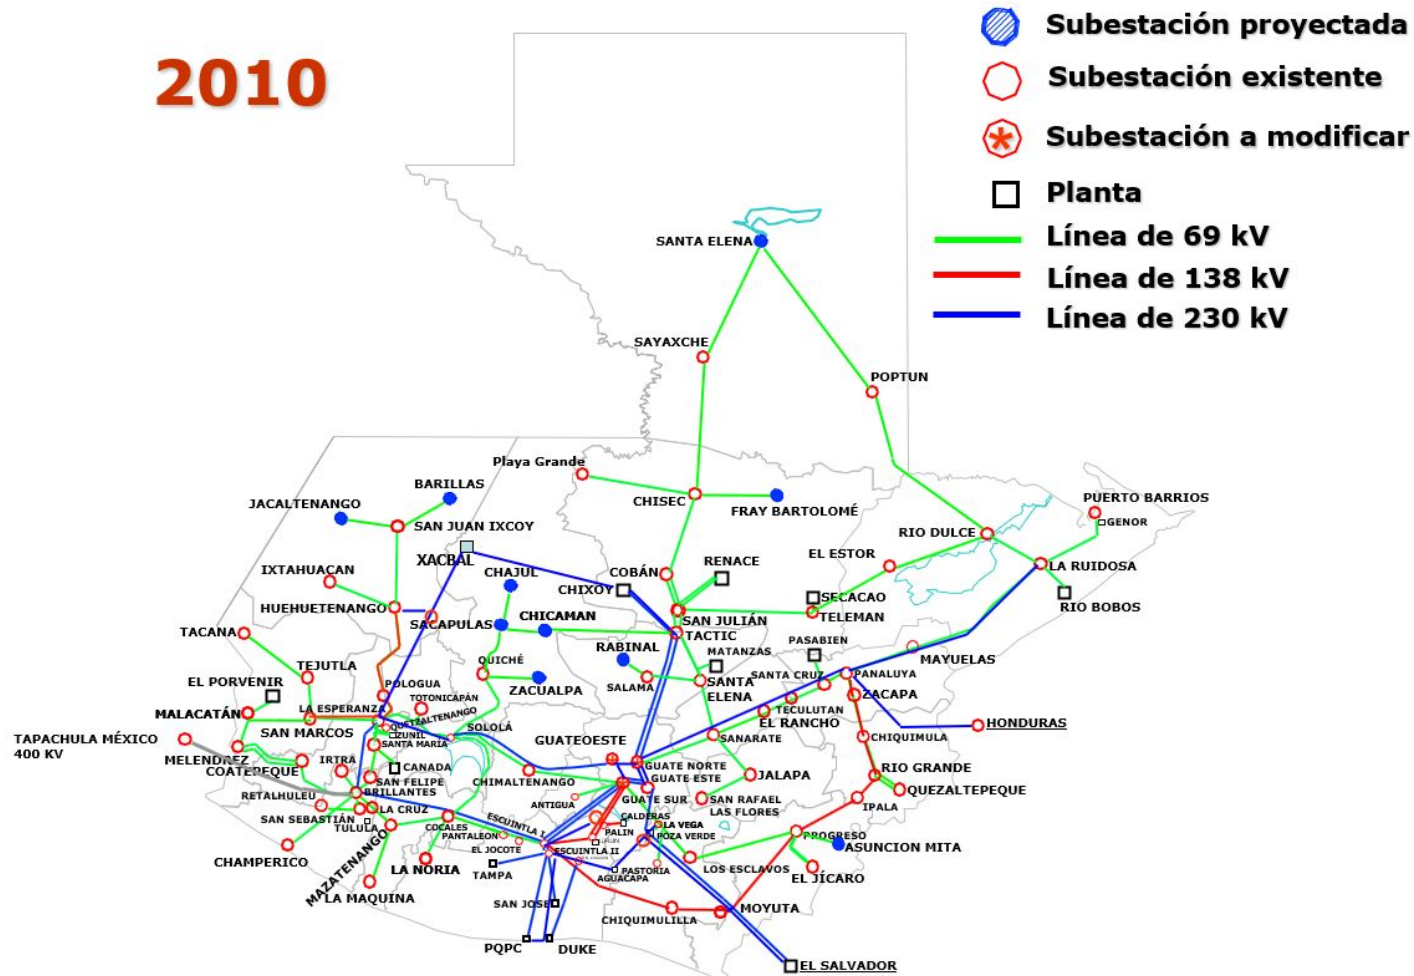 2010
Subestación proyectada
Subestación existente
Subestación a modificar
Planta
Línea de 69 kV
Línea de 138 kV
Línea de 230 kV
SANTA ELENA
SAYAXCHE
POPTUN
Playa Grande
CHISEC
FRAY BARTOLOMÉ
BARILLAS
JACALTENANGO
SAN JUAN IXCOY
PUERTO BARRIOS
GENOR
RIO DULCE
EL ESTOR
LA RUIDOSA
RIO BOBOS
XACBAL
IXTAHUACAN
CHAJUL
CHIXOY
COBÁN
RENACE
SECACAO
TELEMAN
HUEHUETENANGO
SACAPULAS
CHICAMAN
SAN JULIÁN
TACTIC
TACANA
PASABIEN
MATANZAS
RABINAL
MAYUELAS
TEJUTLA
QUICHÉ
SALAMA
SANTA
ELENA
SANTA CRUZ
PANALUYA
EL PORVENIR
POLOGUA
ZACUALPA
ZACAPA
TOTONICAPÁN
LA ESPERANZA
MALACATÁN
TECULUTAN
EL RANCHO
HONDURAS
QUETZALTENANGO
SAN MARCOS
SOLOLÁ
ZUNIL
SANTA MARÍA
TAPACHULA MÉXICO
400 KV
GUATEOESTE
SANARATE
CHIQUIMULA
MELENDREZ
COATEPEQUE
IRTRA
CANADA
CHIMALTENANGO
GUATE NORTE
GUATE ESTE
JALAPA
RIO GRANDE
SAN FELIPE
BRILLANTES
QUEZALTEPEQUE
RETALHULEU
LA CRUZ
ANTIGUA
GUATE SUR
SAN RAFAEL
LAS FLORES
IPALA
SAN SEBASTIÁN
TULULA
COCALES
ESCUINTLA I
CALDERAS
LA VEGA
PALIN
POZA VERDE
PANTALEON
PROGRESO
ASUNCION MITA
EL JOCOTE
ESCUINTLA II
CHAMPERICO
MAZATENANGO
LA NORIA
TAMPA
AGUACAPA
PASTORIA
LOS ESCLAVOS
EL JÍCARO
LA MAQUINA
SAN JOSE
CHIQUIMULILLA
MOYUTA
PQPC
DUKE
EL SALVADOR